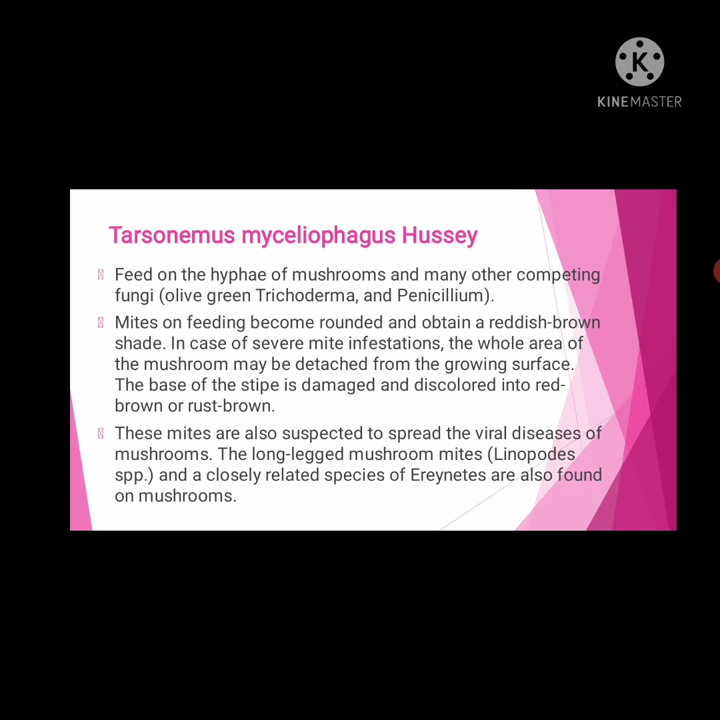 K
KINEMASTER
Tarsonemus myceliophagus Hussey
Feed on the hyphae of mushrooms and many other competing
fungi (olive green Trichoderma, and Penicillium).
Mites on feeding become rounded and obtain a reddish-brown
shade. In case of severe mite infestations, the whole area of
the mushroom may be detached from the growing surface.
The base of the stipe is damaged and discolored into red-
brown or rust-brown.
These mites are also suspected to spread the viral diseases of
mushrooms. The long-legged mushroom mites (Linopodes
spp.) and a closely related species of Ereynetes are also found
on mushrooms.